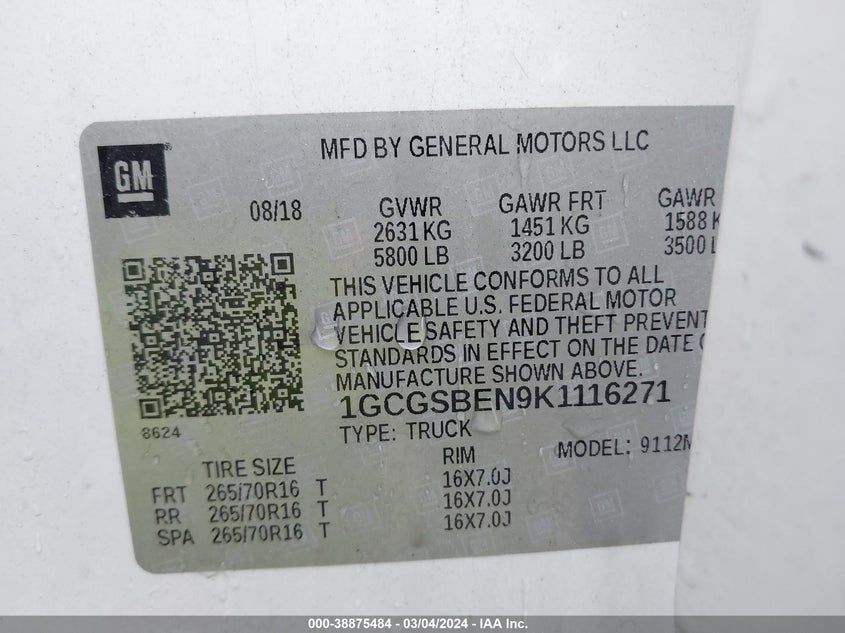 MFD BY GENERAL MOTORS LLC
GM
08/18
GVWR GAWR FRT GAWR
2631 KG 1451 KG 1588
5800 LB 3200 LB 3500
THIS VEHICLE CONFORMS TO ALL
APPLICABLE U.S. FEDERAL MOTOR
VEHICLE SAFETY AND THEFT PREVENT
STANDARDS IN EFFECT ON THE DATE
MANUFACTURE SHOWN ABOVE.
1GCGSBEN9K1116271
8624
TYPE: TRUCK
MODEL: 9112M
TIRE SIZE RIM
FRT 265/70R16 T 16X7.0J
RR 265/70R16 T 16X7.0J
SPA 265/70R16 T 16X7.0J
000-38875484 - 03/04/2024 - IAA Inc.